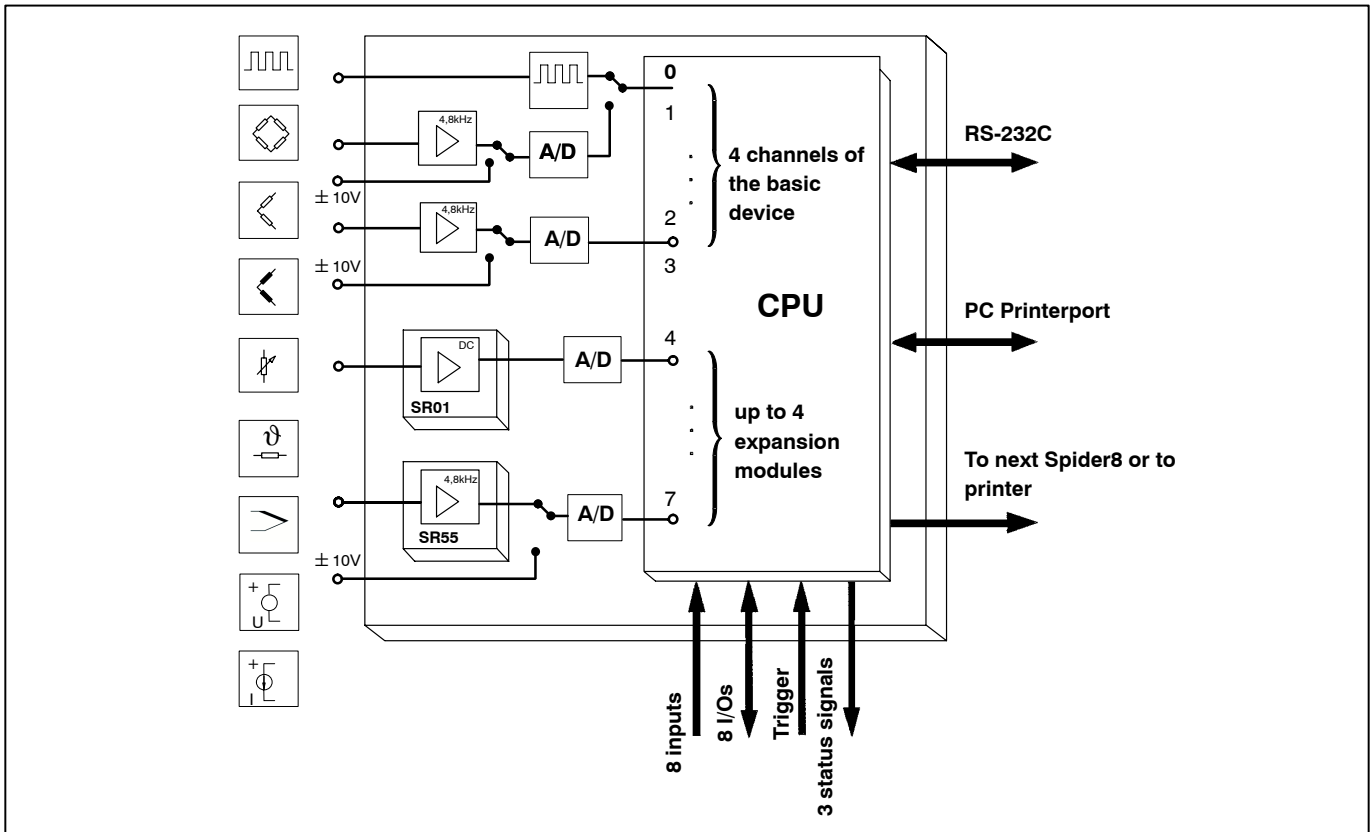 0
1
4,8kHz
A/D
± 10V
4 channels of
the basic
device
RS-232C
4,8kHz
A/D
2
± 10V
3
CPU
PC Printerport
DC
A/D
4
SR01
up to 4
expansion
modules
ϑ
4,8kHz
A/D
7
SR55
± 10V
To next Spider8 or to
printer
+
U
+
I
8 inputs
8 I/Os
Trigger
3 status signals